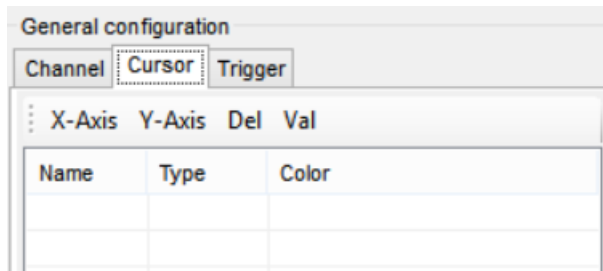 General configuration
Channel Cursor Trigger
X-Axis Y-Axis Del Val
Name Type Color